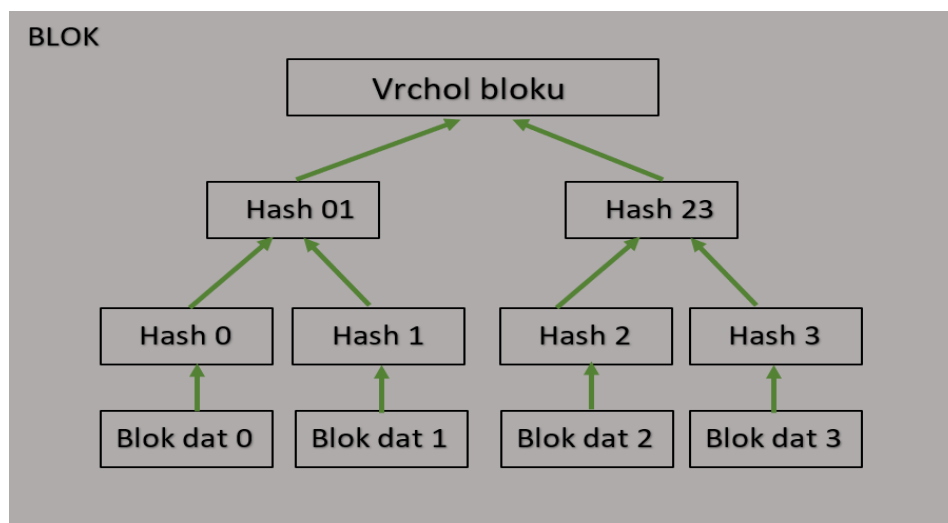 BLOK
Vrchol bloku
Hash 01
Hash 23
Hash 0
Hash 1
Hash 2
Hash 3
Blok dat 0
Blok dat 1
Blok dat 2
Blok dat 3